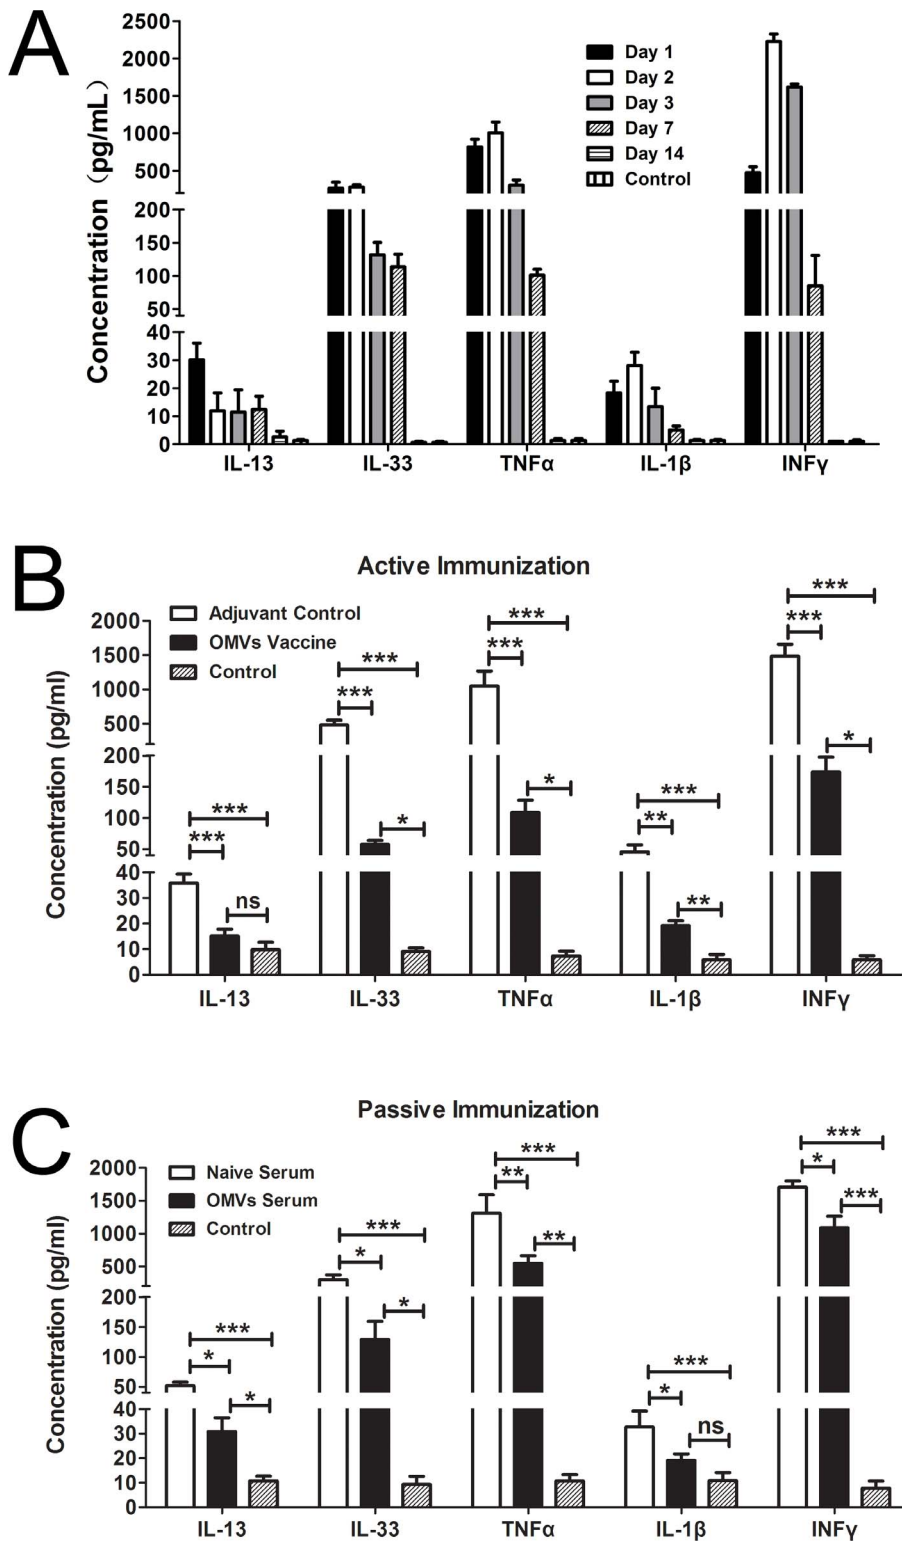 A
Concentration（pg/mL）
2500
2000
1500
1000
500
200
150
100
50
40
30
20
10
0
Day 1
Day 2
Day 3
Day 7
Day 14
Control
IL-13 IL-33 TNFα IL-1β INFγ
B
Active Immunization
Adjuvant Control
OMVs Vaccine
Control
Concentration (pg/ml)
2000
1500
1000
500
200
150
100
50
40
30
20
10
0
*** *** ns
*** *** *
*** *** *
*** ** **
*** *** *
IL-13 IL-33 TNFα IL-1β INFγ
C
Passive Immunization
Naive Serum
OMVs Serum
Control
Concentration (pg/ml)
2000
1500
1000
500
200
150
100
50
40
30
20
10
0
*** * *
*** * *
*** ** **
*** * ns
*** * ***
IL-13 IL-33 TNFα IL-1β INFγ